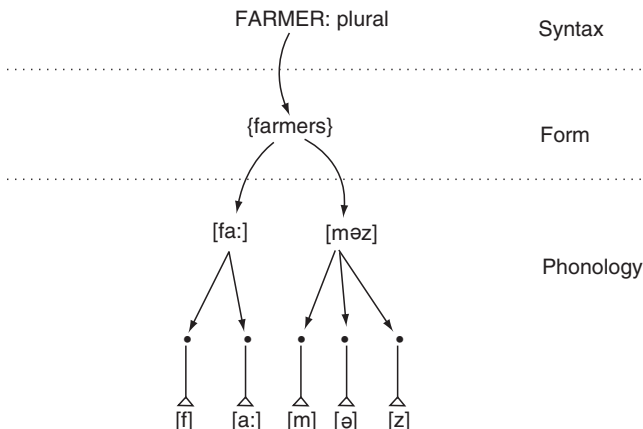 FARMER: plural
Syntax
{farmers}
Form
[fa:]
[məz]
Phonology
[f]
[a:]
[m]
[ə]
[z]